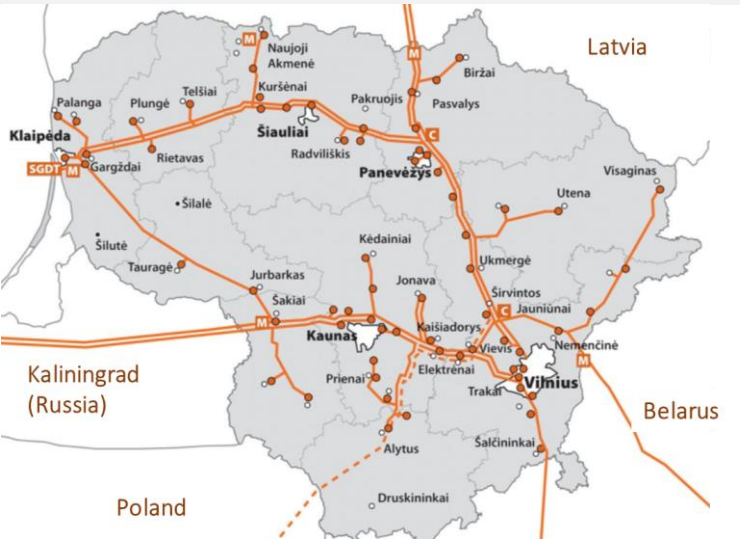 M
Naujoji
Akmenė
M
Latvia
Biržai
Palanga
Plungė
Telšiai
Kuršėnai
Pakruojis
Pasvalys
Klaipėda
Šiauliai
C
Radviliškis
SGDT
M
Gargždai
Rietavas
Panevėžys
Visaginas
Utena
Šilalė
Šilutė
Kėdainiai
Tauragė
Ukmergė
Jurbarkas
Jonava
Širvintos
Šakiai
C
Jauniūnai
M
Kaunas
Kaišiadorys
Vievis
Nemenčinė
M
Kaliningrad
(Russia)
Prienai
Elektrėnai
Vilnius
Trakai
Belarus
Alytus
Šalčininkai
Poland
Druskininkai